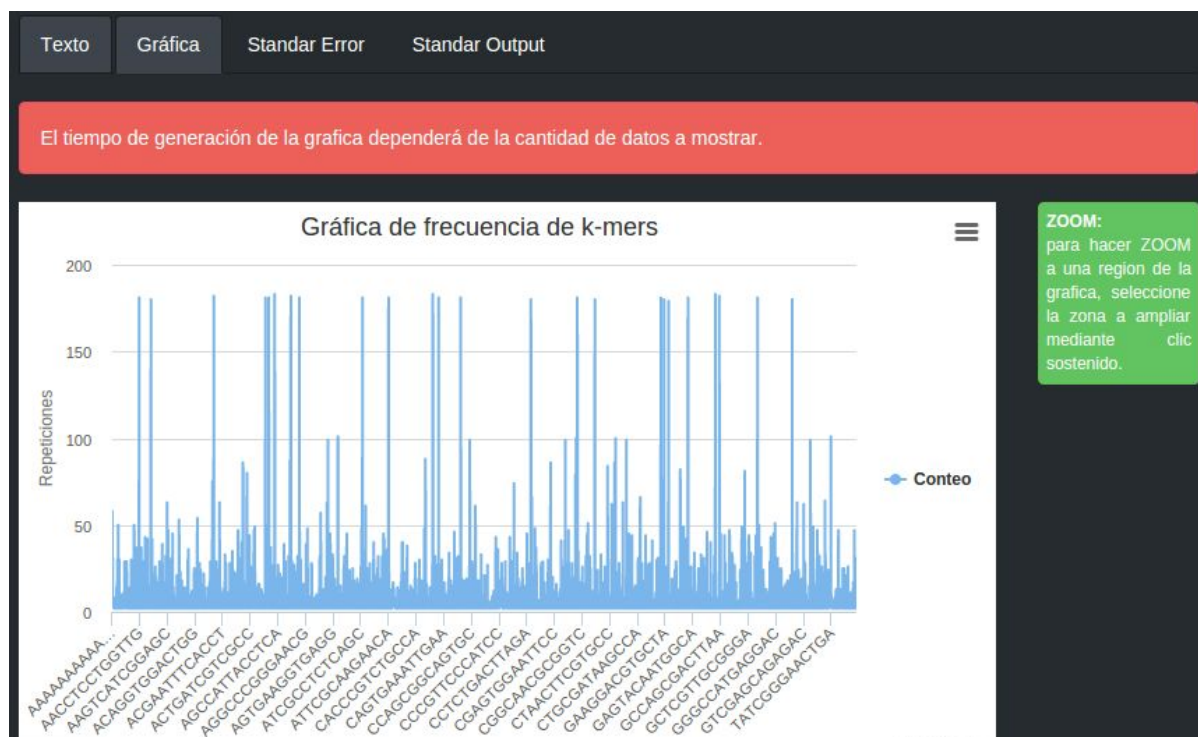 Texto Gráfica Standar Error Standar Output
El tiempo de generación de la grafica dependerá de la cantidad de datos a mostrar.
Gráfica de frecuencia de k-mers
ZOOM:
para hacer ZOOM
a una region de la
grafica, seleccione
la zona a ampliar
mediante clic
sostenido.
200
150
100
50
0
Repeticiones
Conteo
AAAAAAAAAA...
AACCTCCTGGTTG
AAGTCATCGGAGC
ACAGGTGGACTGG
ACGAATTTCACCT
ACTGATCGTCGCC
AGCCATTACCTCA
AGGCCCGGGAACG
AGTGAAGGTGAGG
ATCGCCTCTCAGC
ATTCGCAAGAACA
CACCCGTCTGCCA
CAGTGAAATTGAA
CCAGCGGCAGTGC
CCCGTTCCCATCC
CCTCTGACTTAGA
CGAGTGGAATTCC
CGGCAACGCGGTC
CTAACTTCGTGCC
CTGCGATAAGCCA
GAAGGACGTGCTA
GAGTACAATGGCA
GCCAGCGACTTAA
GCTCGTTGCGGGA
GGGCCATGAGGAC
GTCGAGCAGAGAC
TATCGGGAACTGA